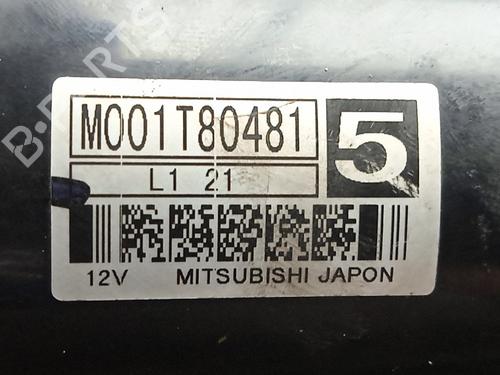 B-PARTS
M001T80481
5
L1 21
12V MITSUBISHI JAPON